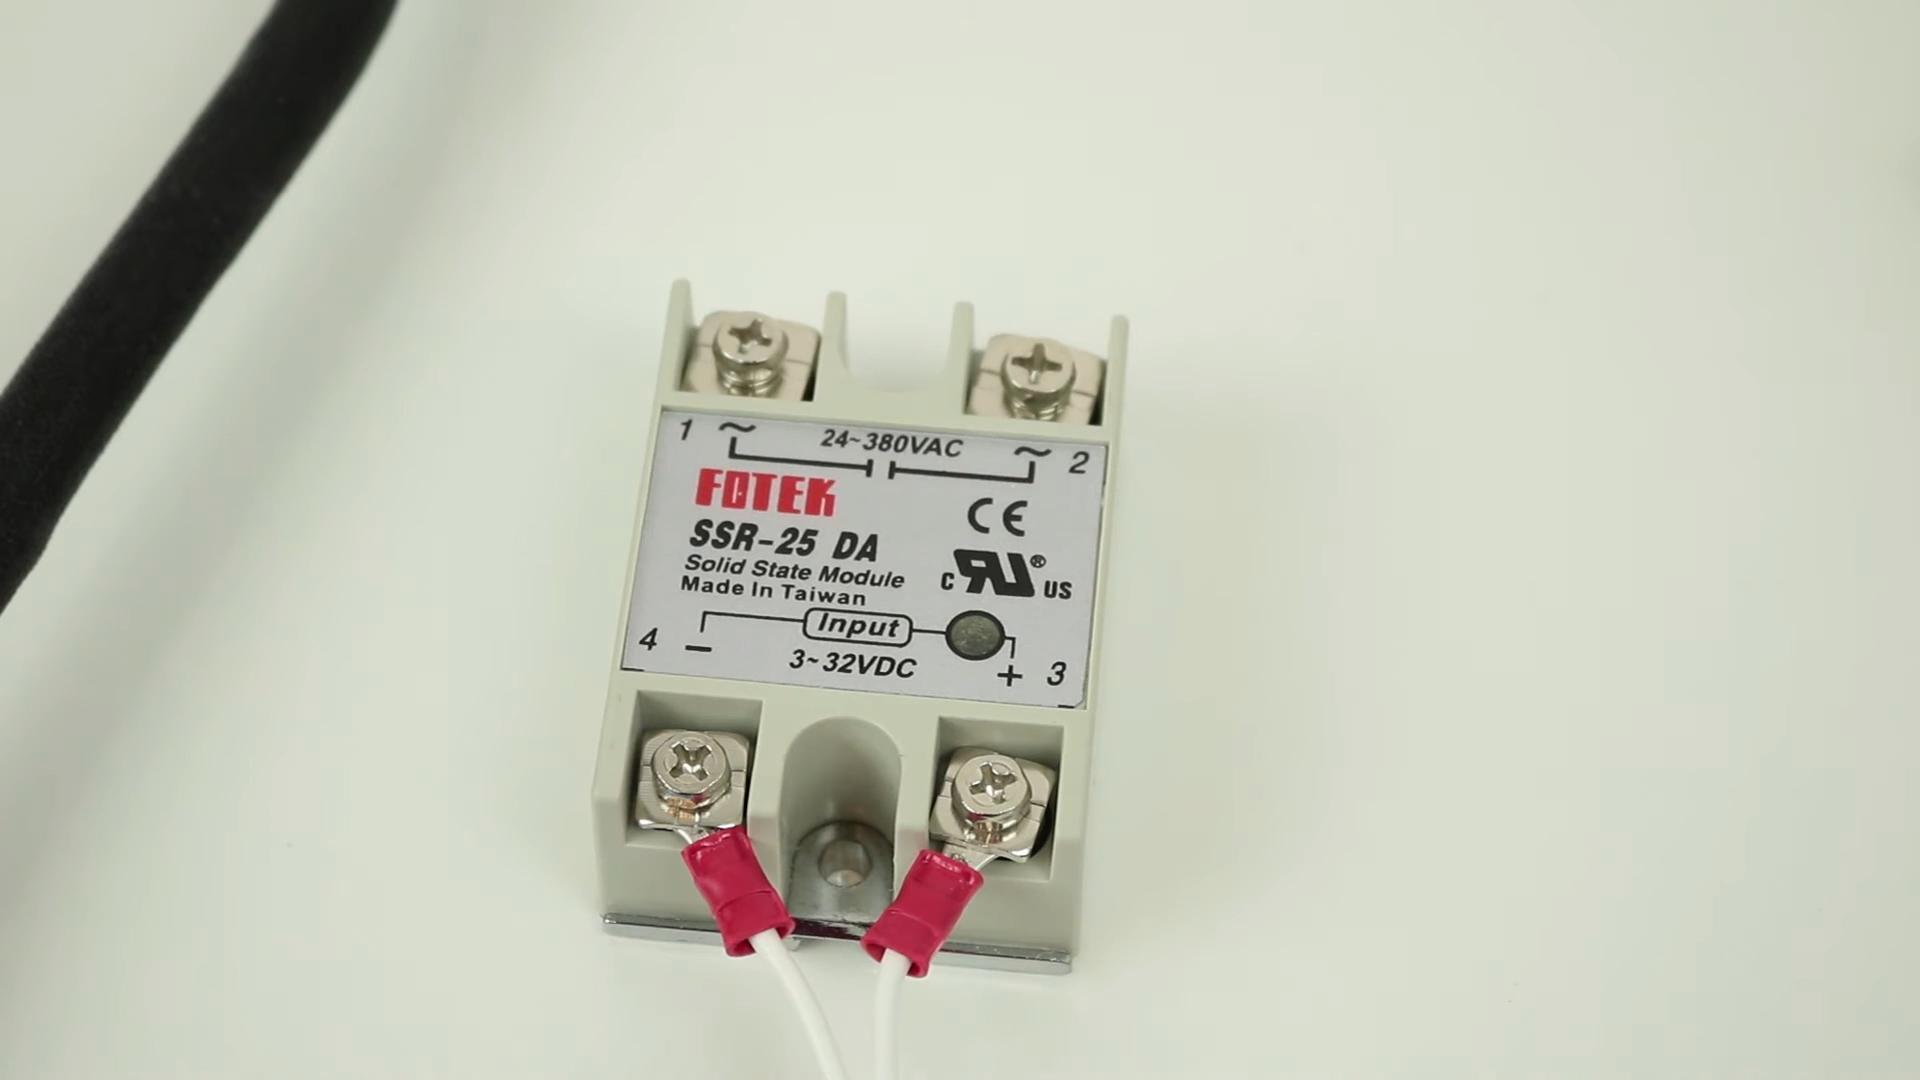 1 ~ 24~380VAC ~ 2
FOTEK
CE
SSR-25 DA
Solid State Module
c RU® US
Made In Taiwan
Input
4 − 3~32VDC + 3